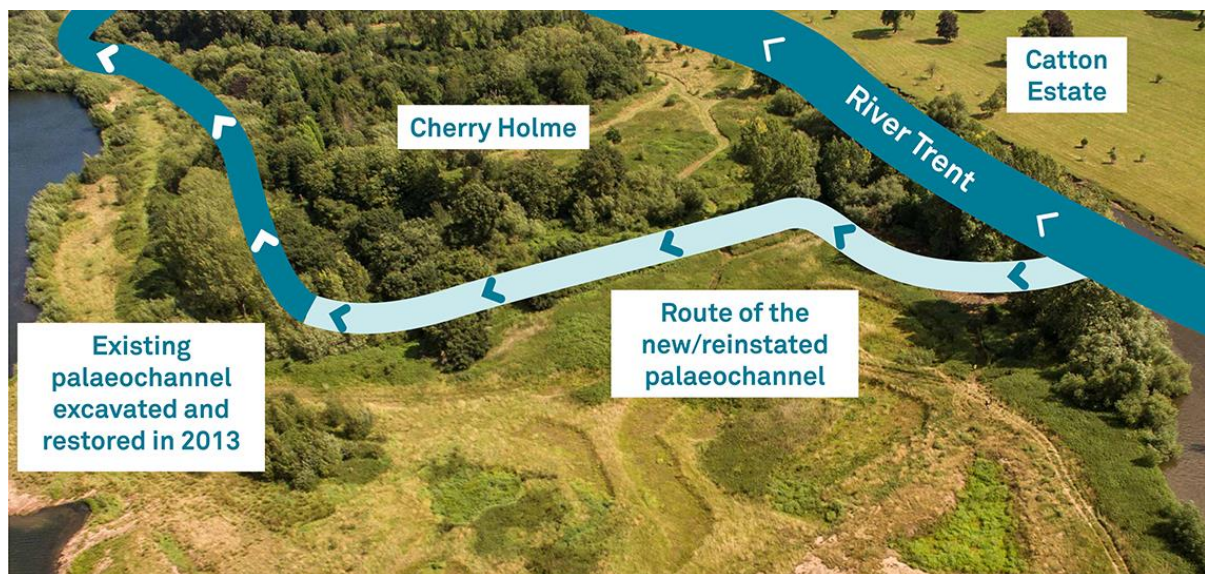 Catton
Estate
Cherry Holme
River Trent
Existing
palaeochannel
excavated and
restored in 2013
Route of the
new/reinstated
palaeochannel